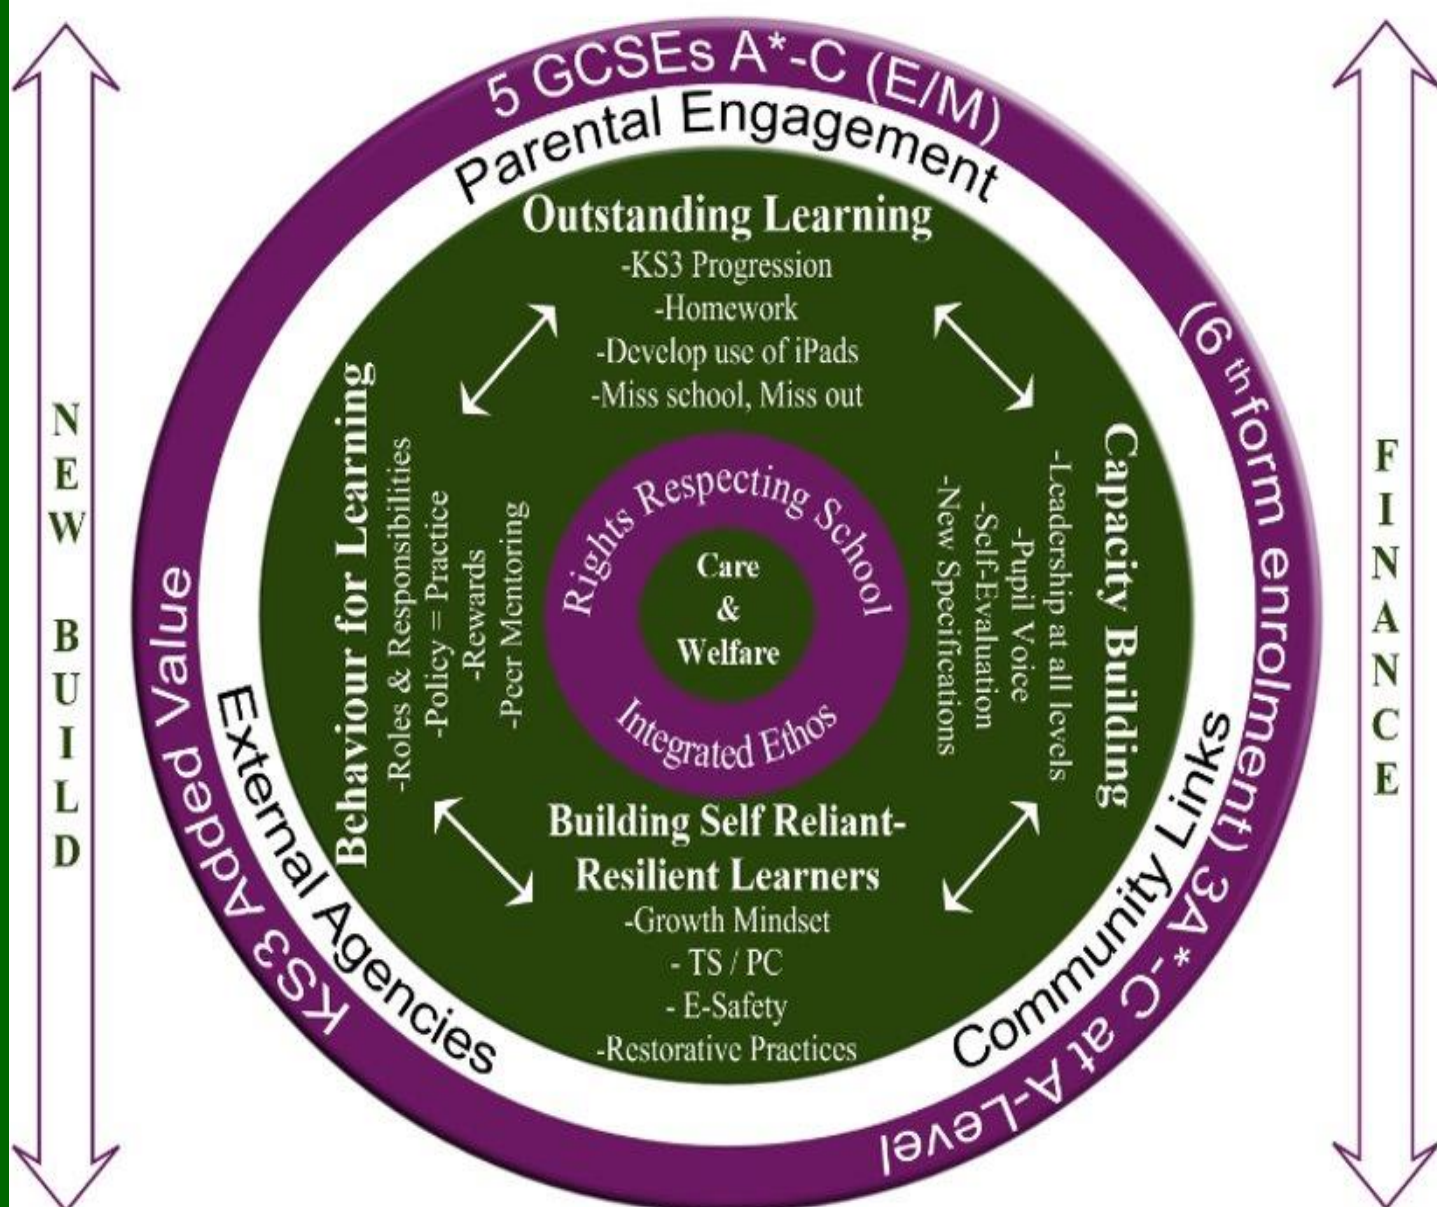 5 GCSEs A*-C (E/M)
(6th form enrolment) 3A*-C at A-Level
KS3 Added Value
Parental Engagement
Community Links
External Agencies
Outstanding Learning
-KS3 Progression
-Homework
-Develop use of iPads
-Miss school, Miss out
Capacity Building
-Leadership at all levels
-Pupil Voice
-Self-Evaluation
-New Specifications
Building Self Reliant-
Resilient Learners
-Growth Mindset
- TS / PC
- E-Safety
-Restorative Practices
Behaviour for Learning
-Roles & Responsibilities
-Policy = Practice
-Rewards
-Peer Mentoring
Rights Respecting School
Integrated Ethos
Care
&
Welfare
NEW BUILD
FINANCE